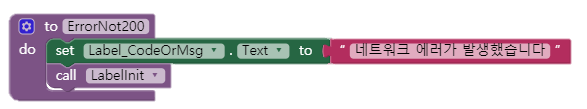 to ErrorNot200
do set Label_CodeOrMsg . Text to " 네트워크 에러가 발생했습니다 "
call LabelInit